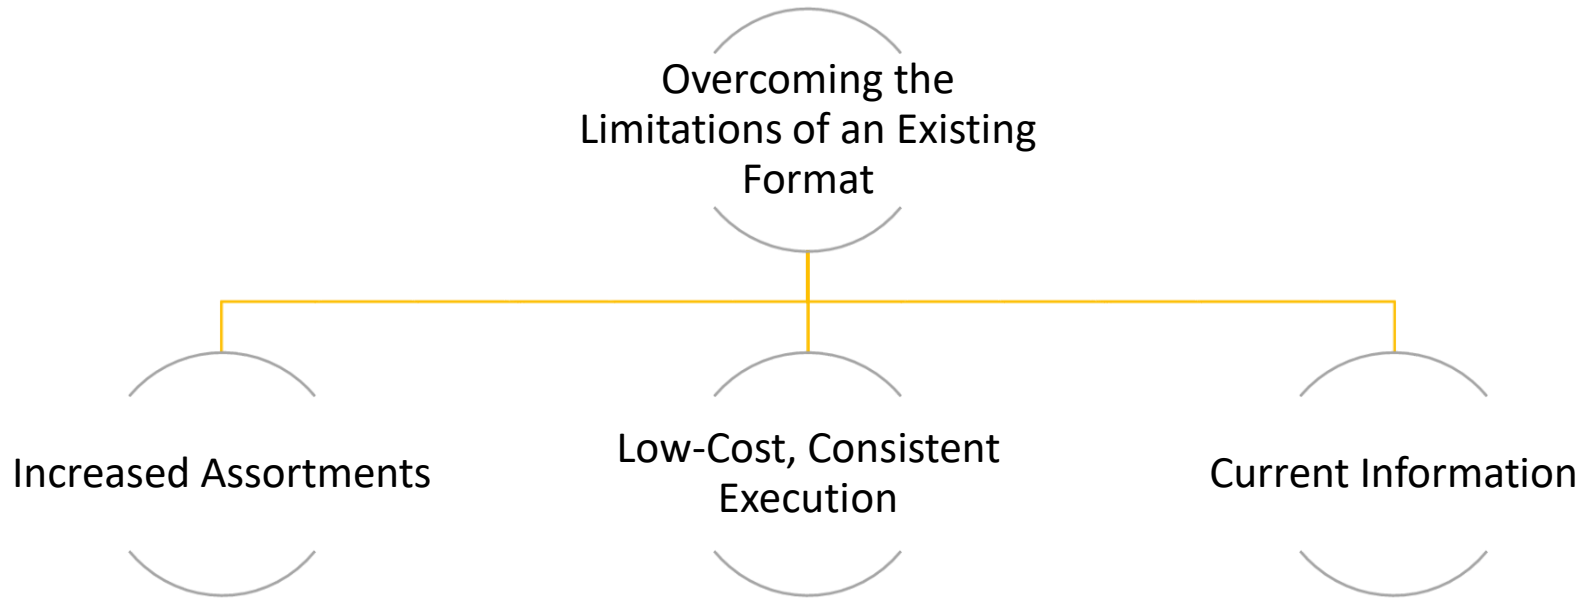 Overcoming the
Limitations of an Existing
Format
Increased Assortments
Low-Cost, Consistent
Execution
Current Information